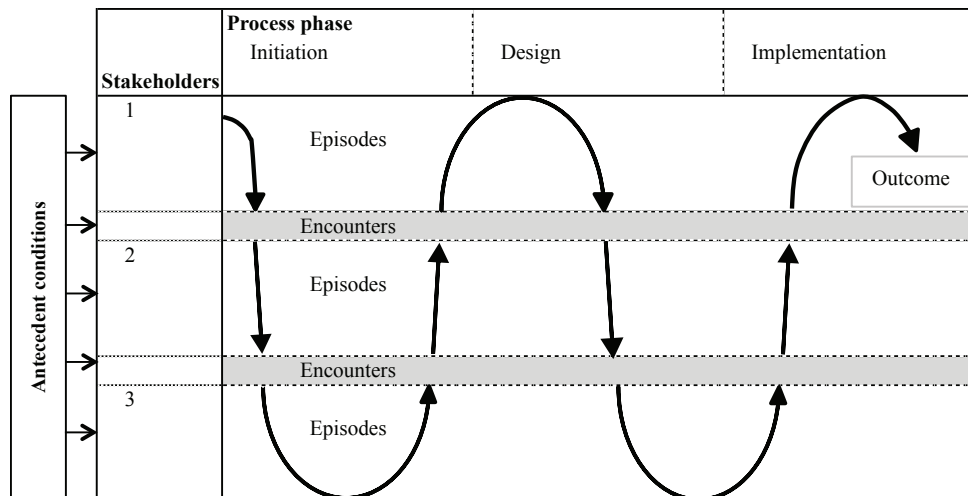 Process phase
Initiation
Design
Implementation
Stakeholders
Antecedent conditions
1
Episodes
Outcome
Encounters
2
Episodes
Encounters
3
Episodes